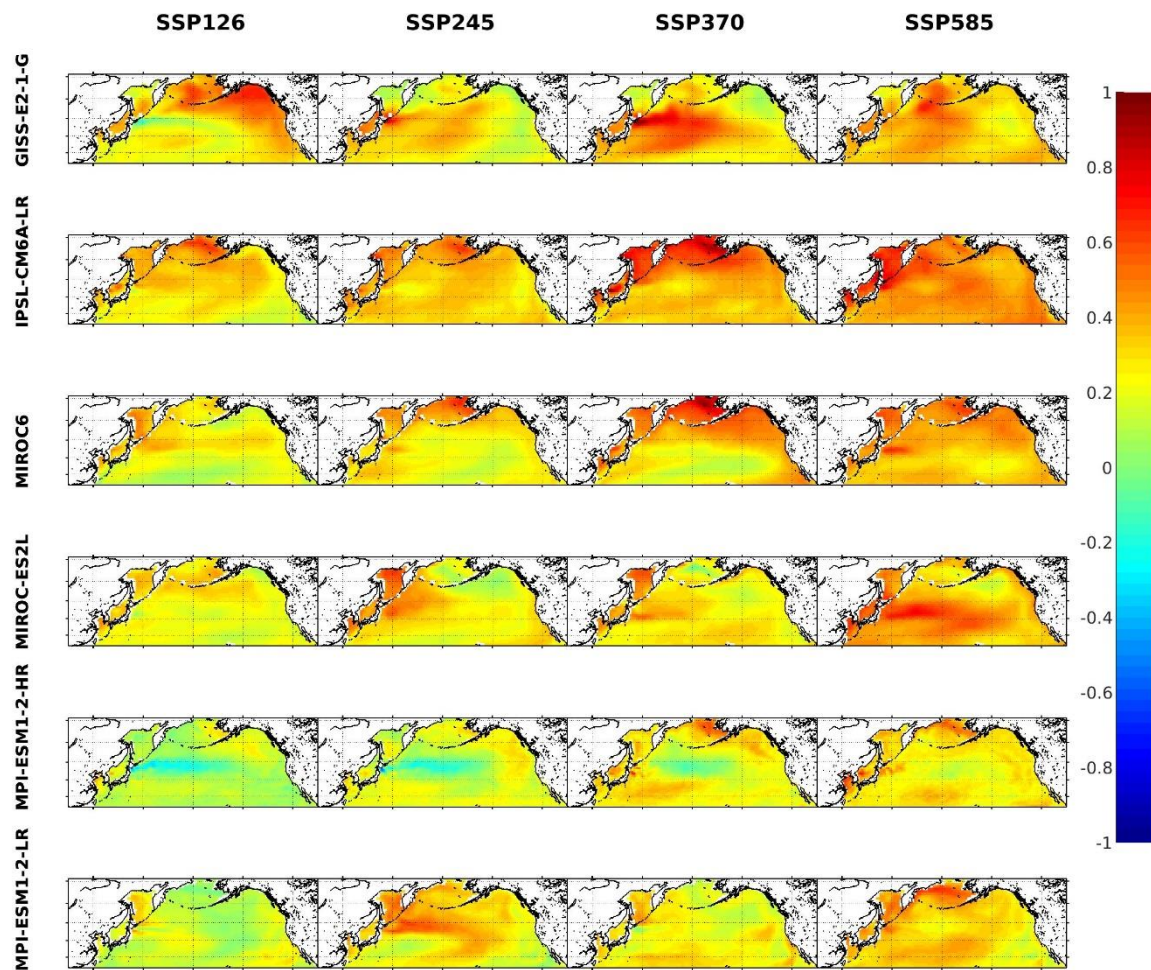 SSP126 SSP245 SSP370 SSP585
GISS-E2-1-G
IPSL-CM6A-LR
MIROC6
MIROC-ES2L
MPI-ESM1-2-HR
MPI-ESM1-2-LR
1
0.8
0.6
0.4
0.2
0
-0.2
-0.4
-0.6
-0.8
-1